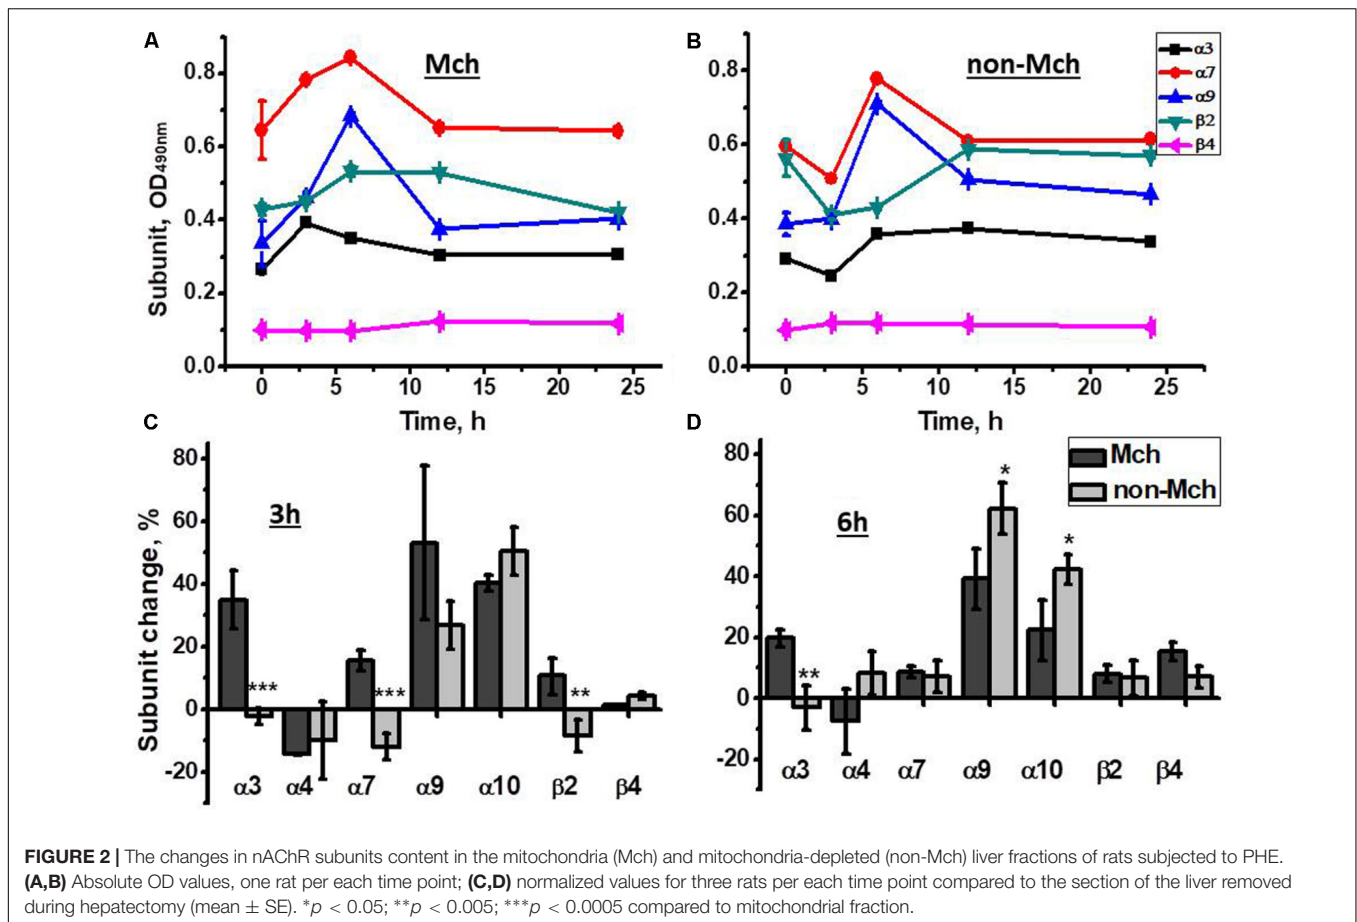 A
Mch
Subunit, OD490nm
0.8
0.6
0.4
0.2
0.0
0 5 10 15 20 25
Time, h
B
non-Mch
α3
α7
α9
β2
β4
0.8
0.6
0.4
0.2
0.0
0 5 10 15 20 25
Time, h
C
3h
Subunit change, %
80
60
40
20
0
-20
*** *** **
α3 α4 α7 α9 α10 β2 β4
D
6h
Mch
non-Mch
80
60
40
20
0
-20
** * *
α3 α4 α7 α9 α10 β2 β4
FIGURE 2 | The changes in nAChR subunits content in the mitochondria (Mch) and mitochondria-depleted (non-Mch) liver fractions of rats subjected to PHE.
(A,B) Absolute OD values, one rat per each time point; (C,D) normalized values for three rats per each time point compared to the section of the liver removed
during hepatectomy (mean ± SE). *p < 0.05; **p < 0.005; ***p < 0.0005 compared to mitochondrial fraction.